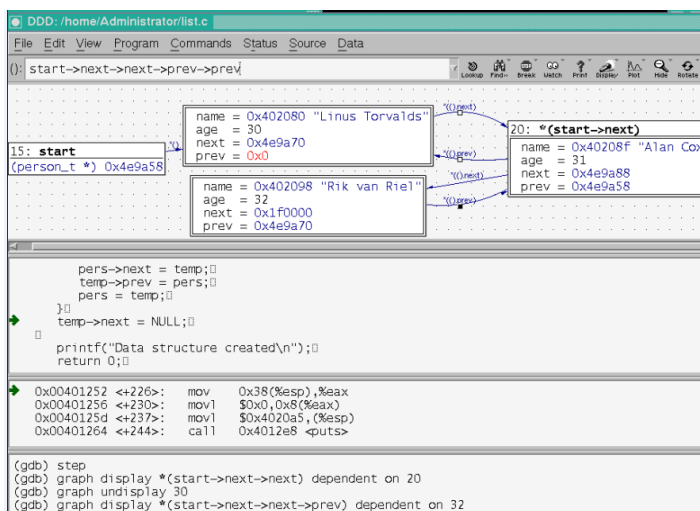 DDD: /home/Administrator/list.c
File Edit View Program Commands Status Source Data
(): start->next->next->prev->prev
Lookup Find>> Break Watch Print Display Plot Hide Rotate
name = 0x402080 "Linus Torvalds"
age = 30
next = 0x4e9a70
prev = 0x0
*(().next)
20: *(start->next)
15: start
*()
(person_t *) 0x4e9a58
*(().prev)
name = 0x40208f "Alan Cox
age = 31
next = 0x4e9a88
prev = 0x4e9a58
name = 0x402098 "Rik van Riel"
age = 32
next = 0x1f0000
prev = 0x4e9a70
*(().next)
*(().prev)
pers->next = temp;
temp->prev = pers;
pers = temp;
}
temp->next = NULL;
printf("Data structure created\n");
return 0;
0x00401252 <+226>: mov 0x38(%esp),%eax
0x00401256 <+230>: movl $0x0,0x8(%eax)
0x0040125d <+237>: movl $0x4020a5,(%esp)
0x00401264 <+244>: call 0x4012e8 <puts>
(gdb) step
(gdb) graph display *(start->next->next) dependent on 20
(gdb) graph undisplay 30
(gdb) graph display *(start->next->next->prev) dependent on 32